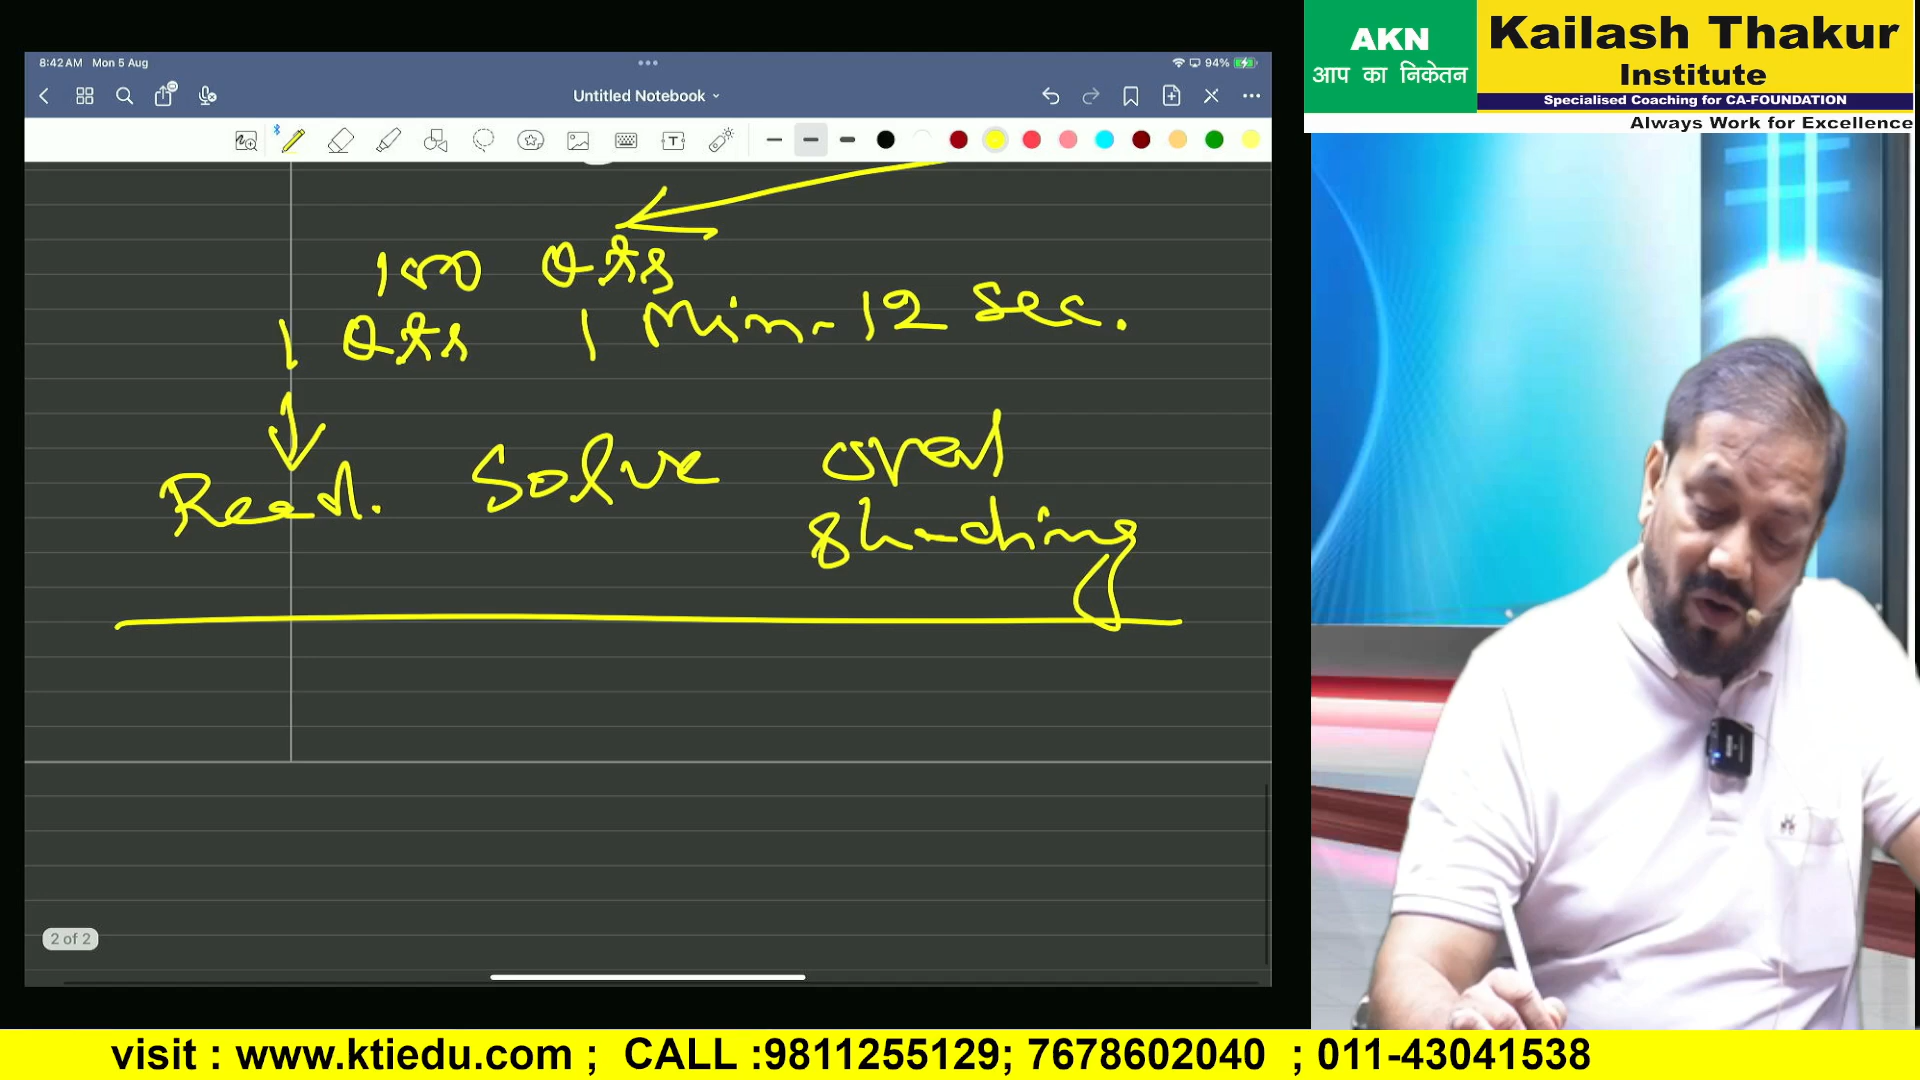 8:42 AM Mon 5 Aug
94%
Untitled Notebook
100 Qts
1 Qts 1 Min - 12 Sec.
Read. Solve oval
shading
2 of 2
AKN
आप का निकेतन
Kailash Thakur
Institute
Specialised Coaching for CA-FOUNDATION
Always Work for Excellence
visit : www.ktiedu.com ; CALL :9811255129; 7678602040 ; 011-43041538